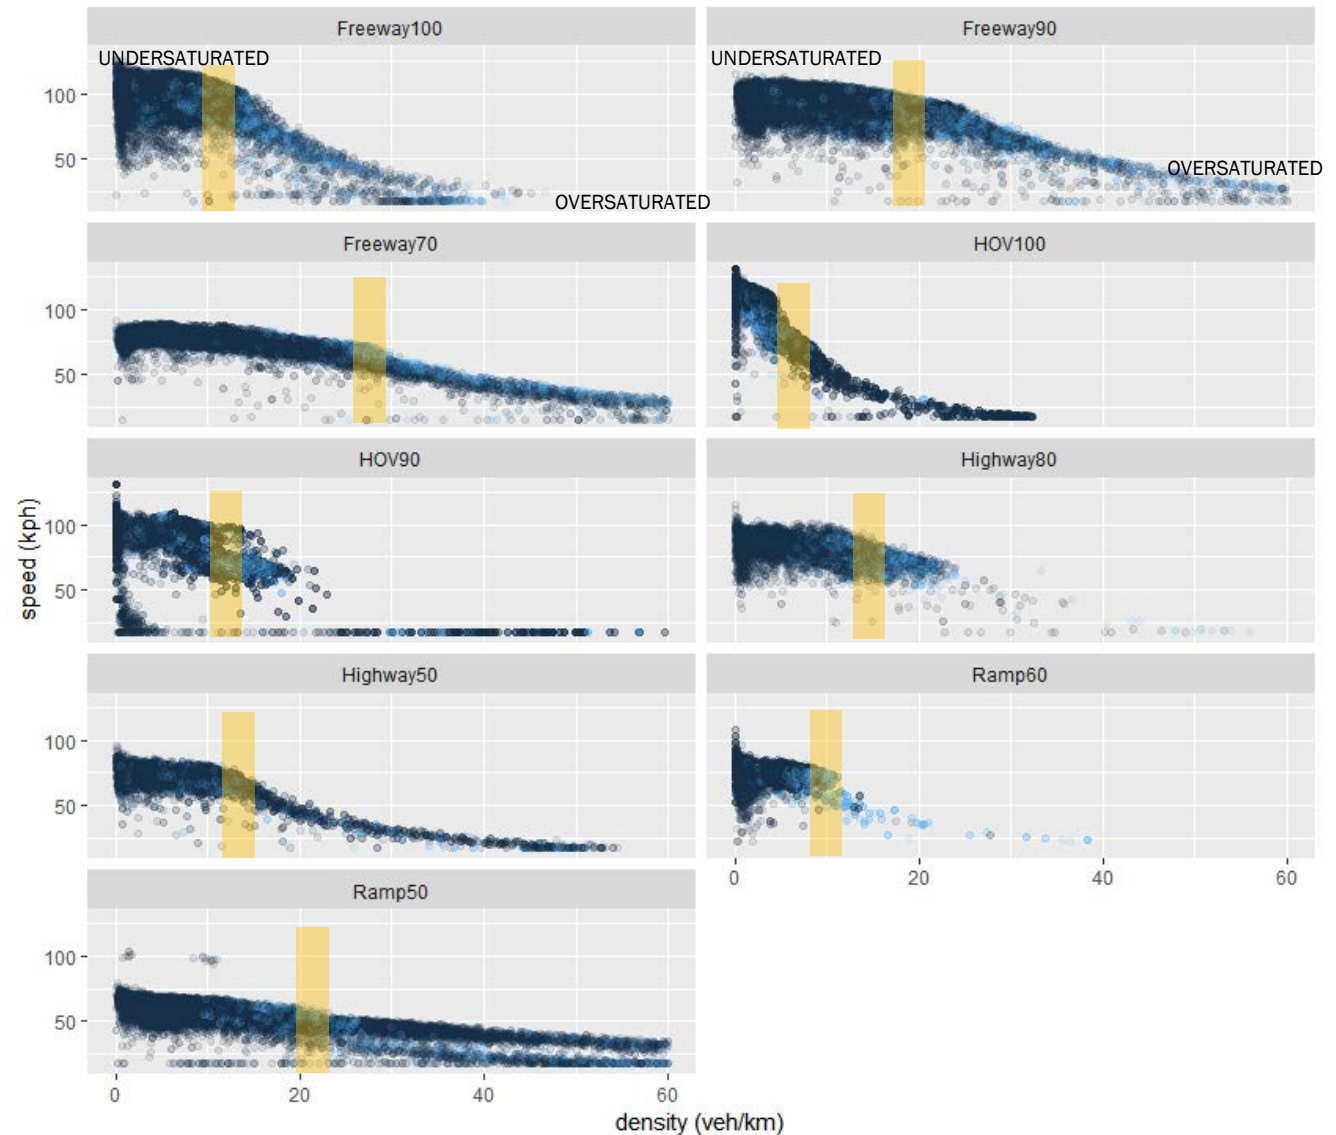 Freeway100
Freeway90
UNDERSATURATED
UNDERSATURATED
100
50
OVERSATURATED
OVERSATURATED
Freeway70
HOV100
100
50
HOV90
Highway80
100
50
Highway50
Ramp60
100
50
0 20 40 60
Ramp50
100
50
0 20 40 60
speed (kph)
density (veh/km)